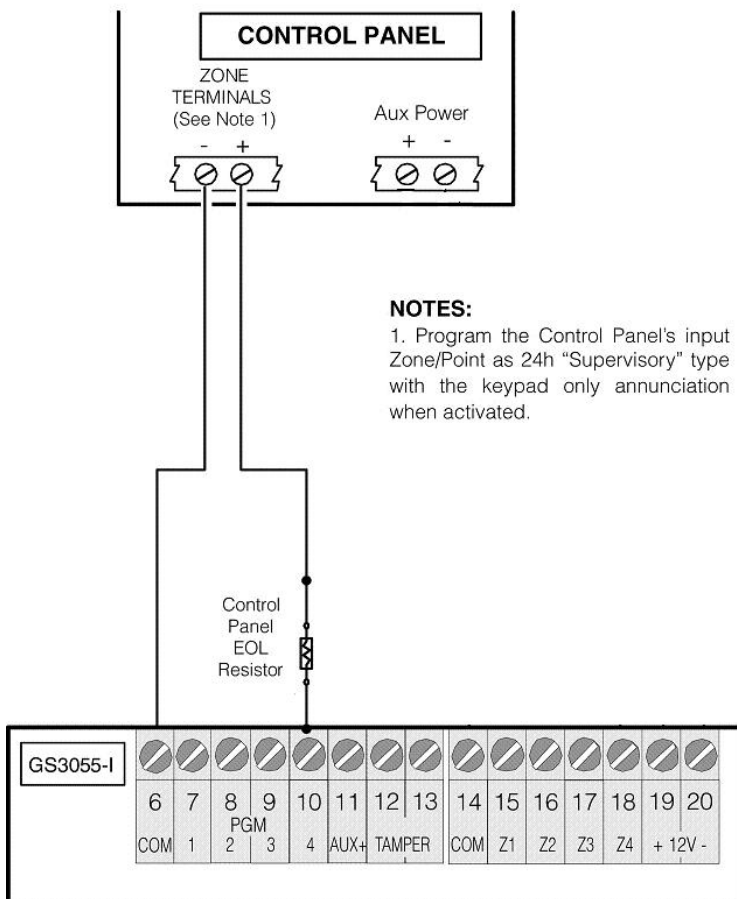 CONTROL PANEL
ZONE
TERMINALS
(See Note 1)
- +
Aux Power
+ -
NOTES:
1. Program the Control Panel's input
Zone/Point as 24h “Supervisory” type
with the keypad only annunciation
when activated.
Control
Panel
EOL
Resistor
GS3055-I
6 7 8 9 10 11 12 13 14 15 16 17 18 19 20
PGM
COM 1 2 3 4 AUX+ TAMPER COM Z1 Z2 Z3 Z4 + 12V -